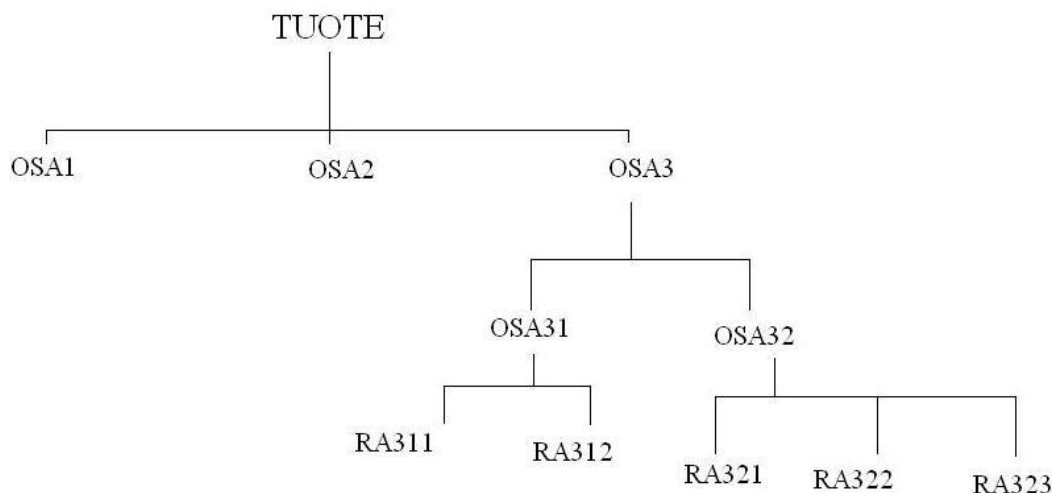 TUOTE
OSA1 OSA2 OSA3
OSA31 OSA32
RA311 RA312 RA321 RA322 RA323